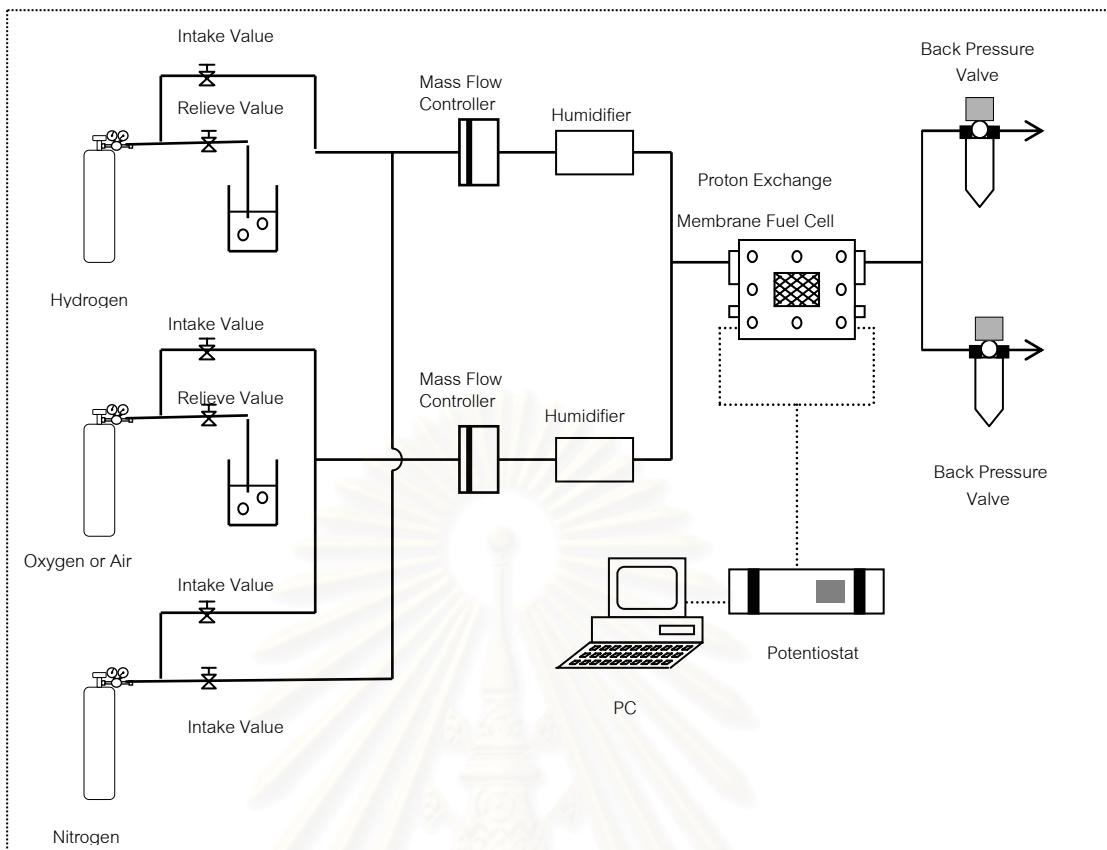 Intake Value
Back Pressure
Valve
Mass Flow
Controller
Relieve Value
Humidifier
Proton Exchange
Membrane Fuel Cell
Hydrogen
Intake Value
Mass Flow
Controller
Relieve Value
Humidifier
Back Pressure
Valve
Oxygen or Air
Intake Value
Potentiostat
PC
Intake Value
Nitrogen